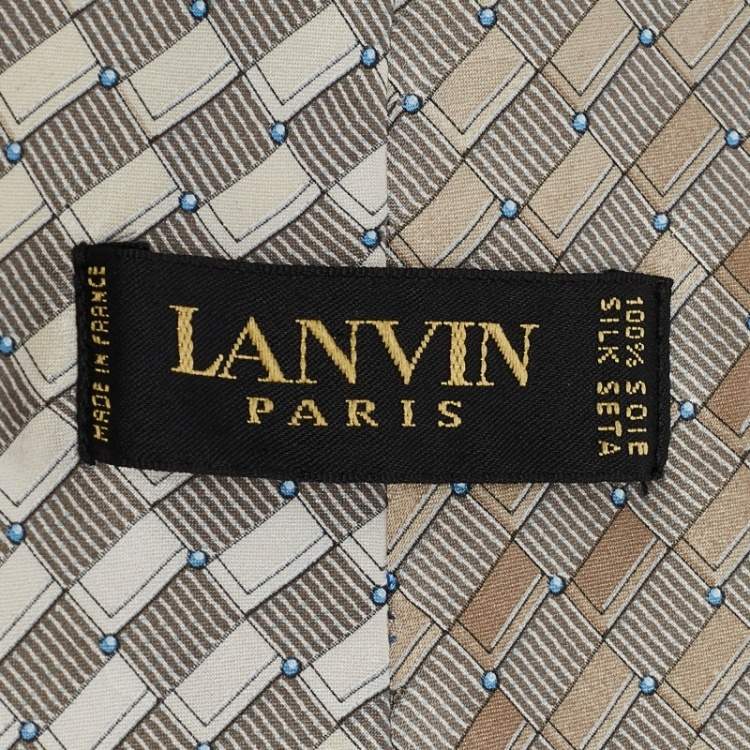 MADE IN FRANCE
LANVIN
PARIS
100% SOIE
SILK SETA